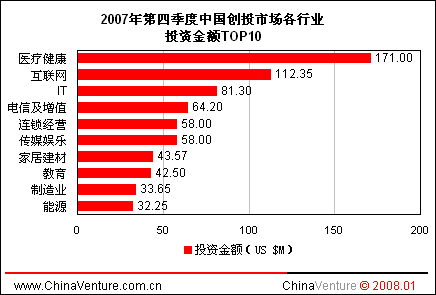 2007年第四季度中国创投市场各行业
投资金额TOP10
医疗健康 171.00
互联网 112.35
IT 81.30
电信及增值 64.20
连锁经营 58.00
传媒娱乐 58.00
家居建材 43.57
教育 42.50
制造业 33.65
能源 32.25
0 50 100 150 200
投资金额（US $M）
www.ChinaVenture.com.cn ChinaVenture © 2008.01